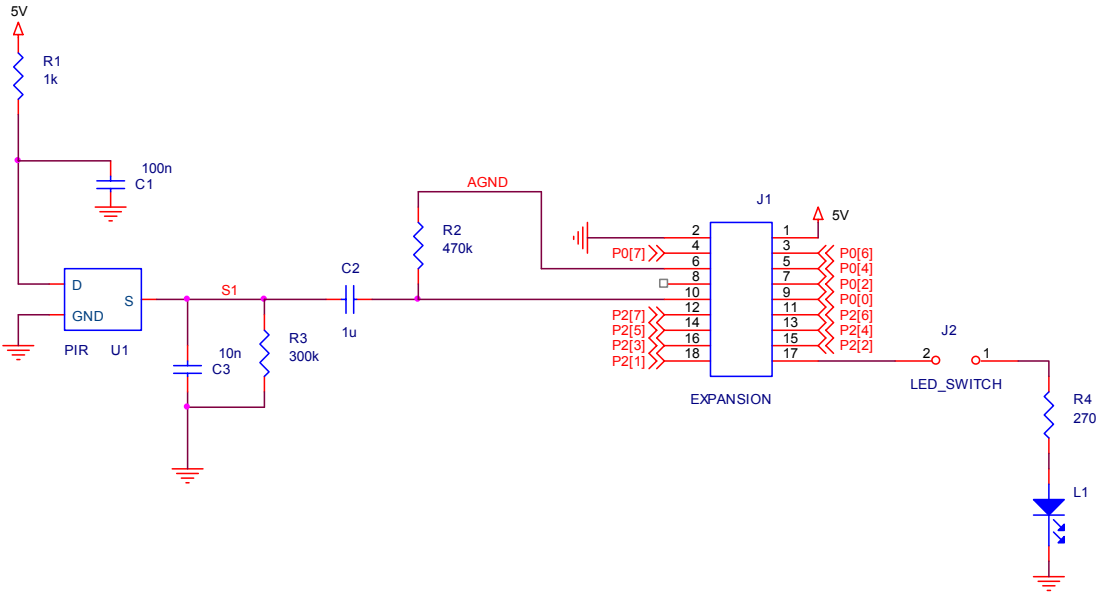 5V
R1
1k
100n
C1
D
S
GND
PIR U1
S1
10n
C3
R3
300k
C2
1u
AGND
R2
470k
J1
5V
2 1
P0[7] 4 3 P0[6]
6 5 P0[4]
8 7 P0[2]
10 9 P0[0]
P2[7] 12 11 P2[6]
P2[5] 14 13 P2[4]
P2[3] 16 15 P2[2]
P2[1] 18 17
EXPANSION
J2
2 1
LED_SWITCH
R4
270
L1